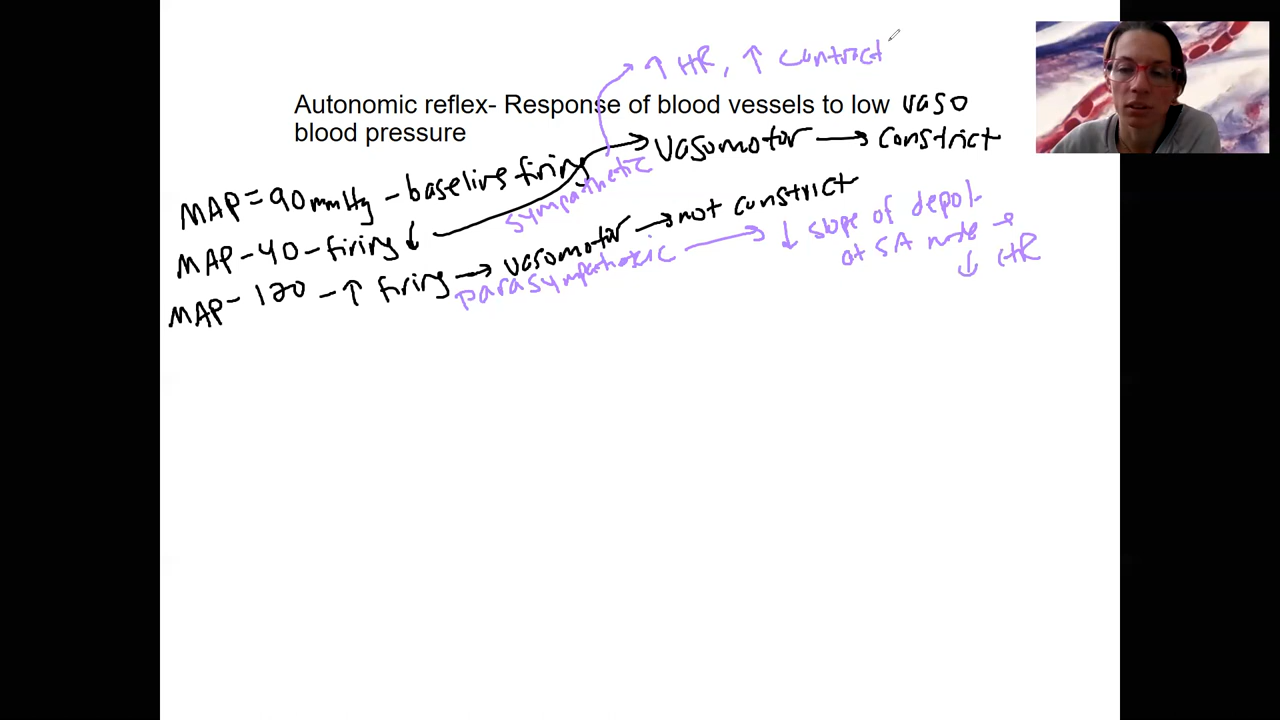 ↑ HR, ↑ contract
Autonomic reflex- Response of blood vessels to low vaso
blood pressure
→ vasomotor → constrict
MAP = 90 mmHg - baseline firing
sympathetic
MAP - 40 - firing ↓
MAP - 120 - ↑ firing → vasomotor → not constrict
parasympathetic → ↓ slope of depol.
at SA node →
↓ HR